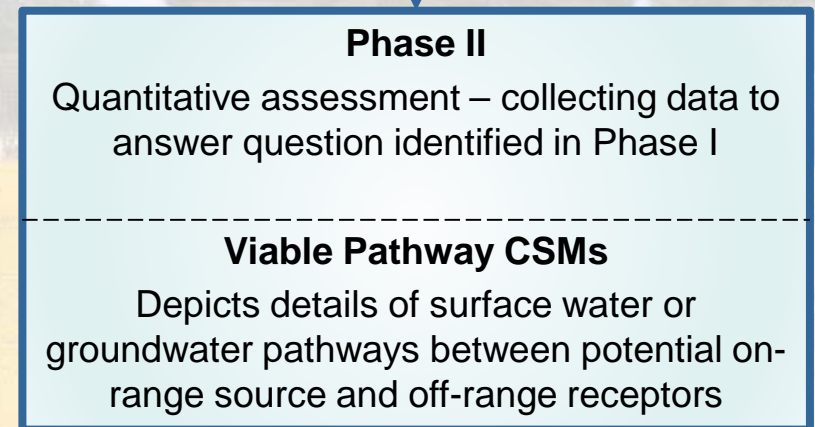 Phase II
Quantitative assessment – collecting data to
answer question identified in Phase I
Viable Pathway CSMs
Depicts details of surface water or
groundwater pathways between potential on-
range source and off-range receptors